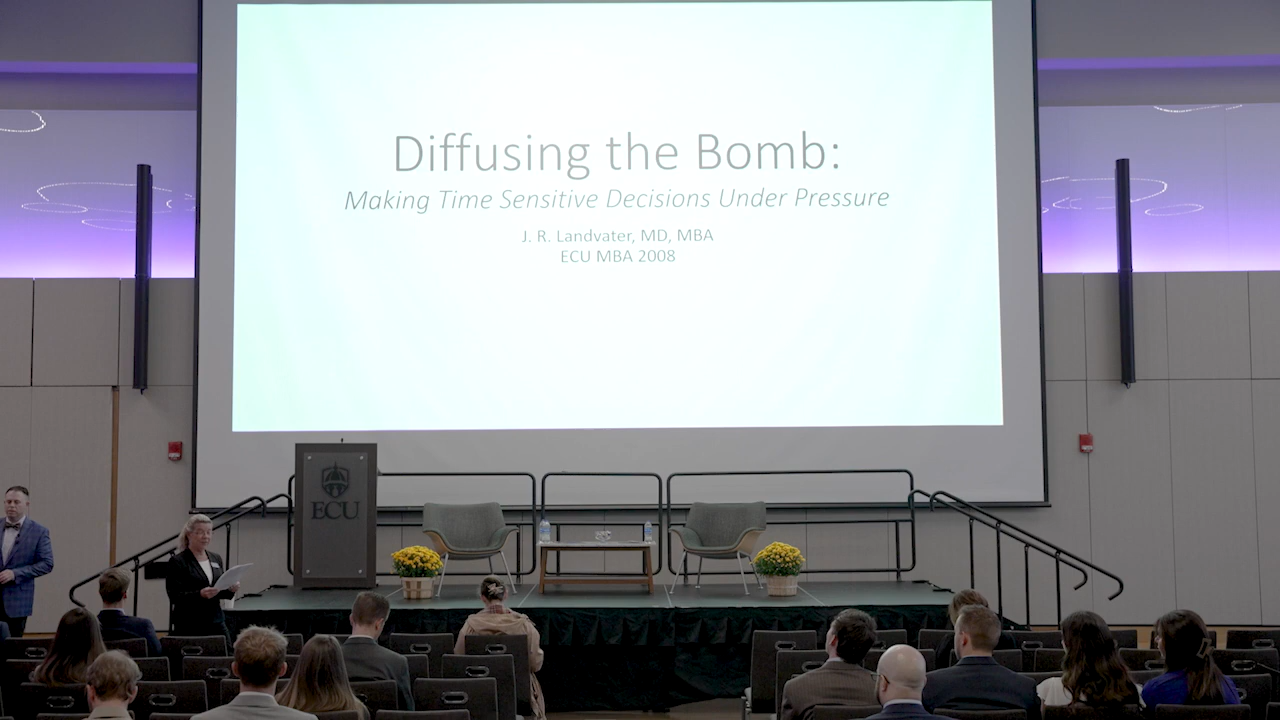 Diffusing the Bomb:
Making Time Sensitive Decisions Under Pressure
J. R. Landvater, MD, MBA
ECU MBA 2008
ECU